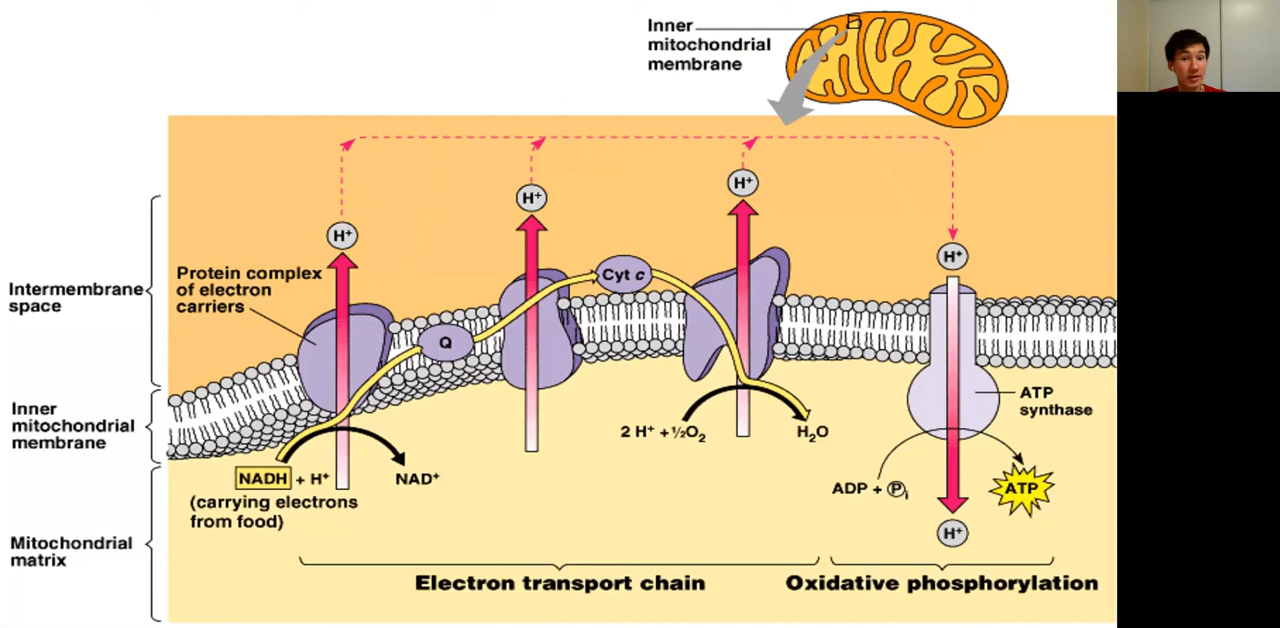 Inner
mitochondrial
membrane
H⁺
H⁺
H⁺
H⁺
Protein complex
of electron
carriers
Intermembrane
space
Cyt c
Q
Inner
mitochondrial
membrane
ATP
synthase
2 H⁺ + ½O₂
H₂O
NADH + H⁺
NAD⁺
(carrying electrons
from food)
ADP + Pᵢ
ATP
H⁺
Mitochondrial
matrix
Electron transport chain
Oxidative phosphorylation